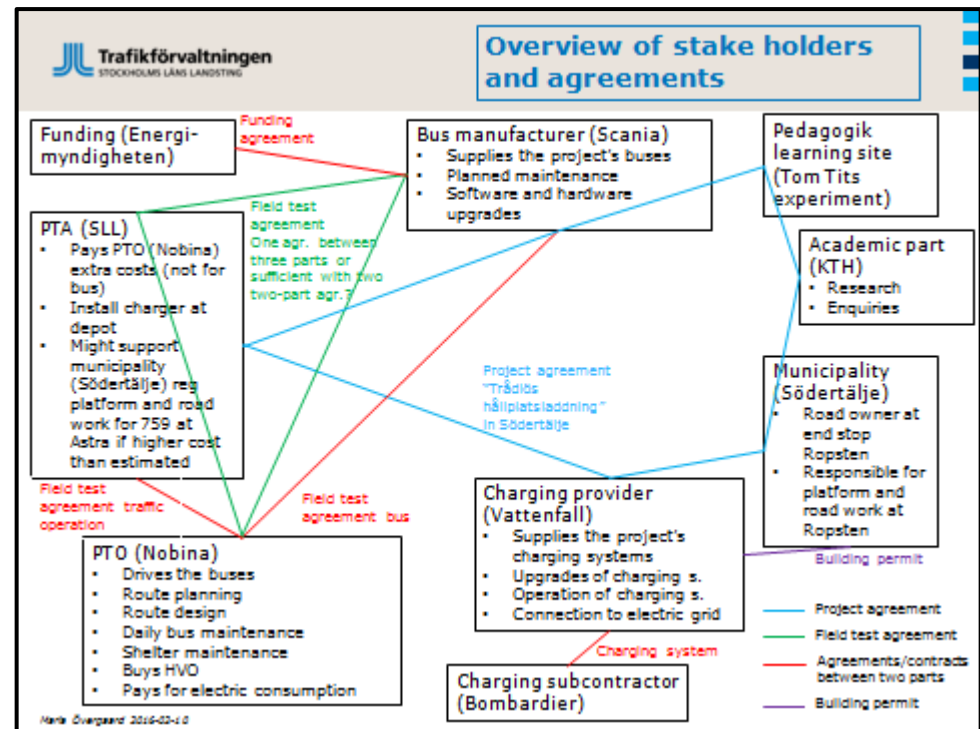 Trafikförvaltningen
STOCKHOLMS LÄNS LANDSTING
Overview of stake holders
and agreements
Funding (Energi-
myndigheten)
Funding
agreement
Bus manufacturer (Scania)
• Supplies the project's buses
• Planned maintenance
• Software and hardware
upgrades
Pedagogik
learning site
(Tom Tits
experiment)
PTA (SLL)
• Pays PTO (Nobina)
extra costs (not for
bus)
• Install charger at
depot
• Might support
municipality
(Södertälje) reg
platform and road
work for 759 at
Astra if higher cost
than estimated
Field test
agreement
One agr. between
three parts or
sufficient with two
two-part agr.?
Academic part
(KTH)
• Research
• Enquiries
Project agreement
"Trådlös
hållplatsladdning"
in Södertälje
Municipality
(Södertälje)
• Road owner at
end stop
Ropsten
• Responsible for
platform and
road work at
Ropsten
Field test
agreement traffic
operation
Field test
agreement bus
Charging provider
(Vattenfall)
• Supplies the project's
charging systems
• Upgrades of charging s.
• Operation of charging s.
• Connection to electric grid
Building permit
PTO (Nobina)
• Drives the buses
• Route planning
• Route design
• Daily bus maintenance
• Shelter maintenance
• Buys HVO
• Pays for electric consumption
Charging system
Charging subcontractor
(Bombardier)
Project agreement
Field test agreement
Agreements/contracts
between two parts
Building permit
Maria Övergaard 2016-02-10